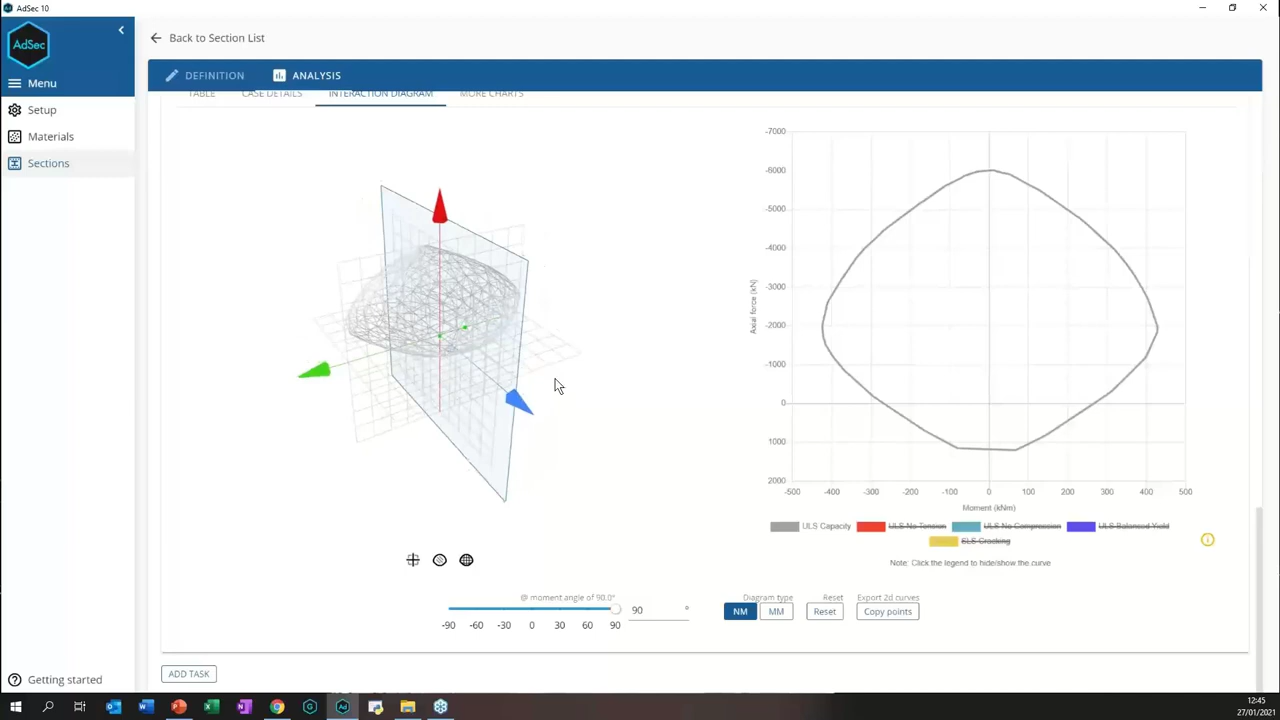 AdSec 10
AdSec
Menu
Setup
Materials
Sections
Getting started
Back to Section List
DEFINITION
ANALYSIS
TABLE
CASE DETAILS
INTERACTION DIAGRAM
MORE CHARTS
-7000
-6000
-5000
-4000
-3000
-2000
-1000
0
1000
2000
Axial force (kN)
-500 -400 -300 -200 -100 0 100 200 300 400 500
Moment (kNm)
ULS Capacity ULS No Tension ULS No Compression ULS Balanced Yield
SLS Cracking
Note: Click the legend to hide/show the curve
@ moment angle of 90.0°
90 °
-90 -60 -30 0 30 60 90
Diagram type
NM MM
Reset
Reset
Export 2d curves
Copy points
ADD TASK
12:45
27/01/2021